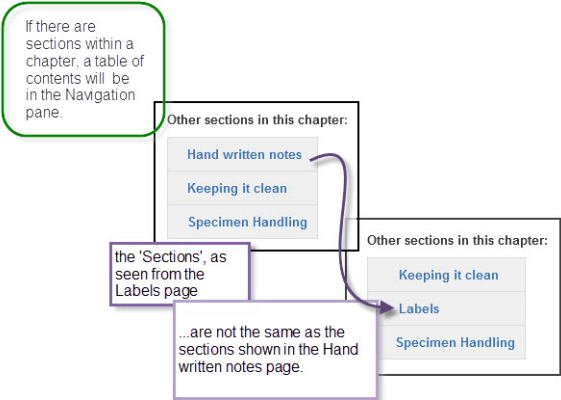 If there are
sections within a
chapter, a table of
contents will be
in the Navigation
pane.
Other sections in this chapter:
Hand written notes
Keeping it clean
Specimen Handling
the 'Sections', as
seen from the
Labels page
Other sections in this chapter:
Keeping it clean
Labels
Specimen Handling
...are not the same as the
sections shown in the Hand
written notes page.